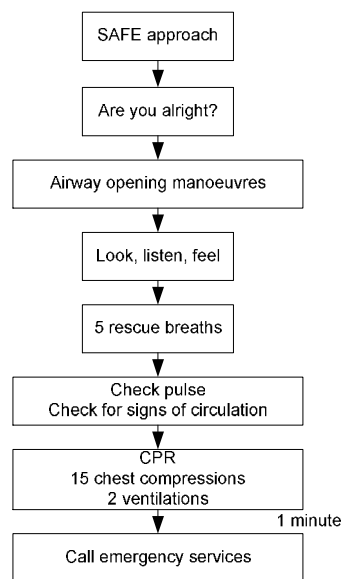 SAFE approach
Are you alright?
Airway opening manoeuvres
Look, listen, feel
5 rescue breaths
Check pulse
Check for signs of circulation
CPR
15 chest compressions
2 ventilations
1 minute
Call emergency services